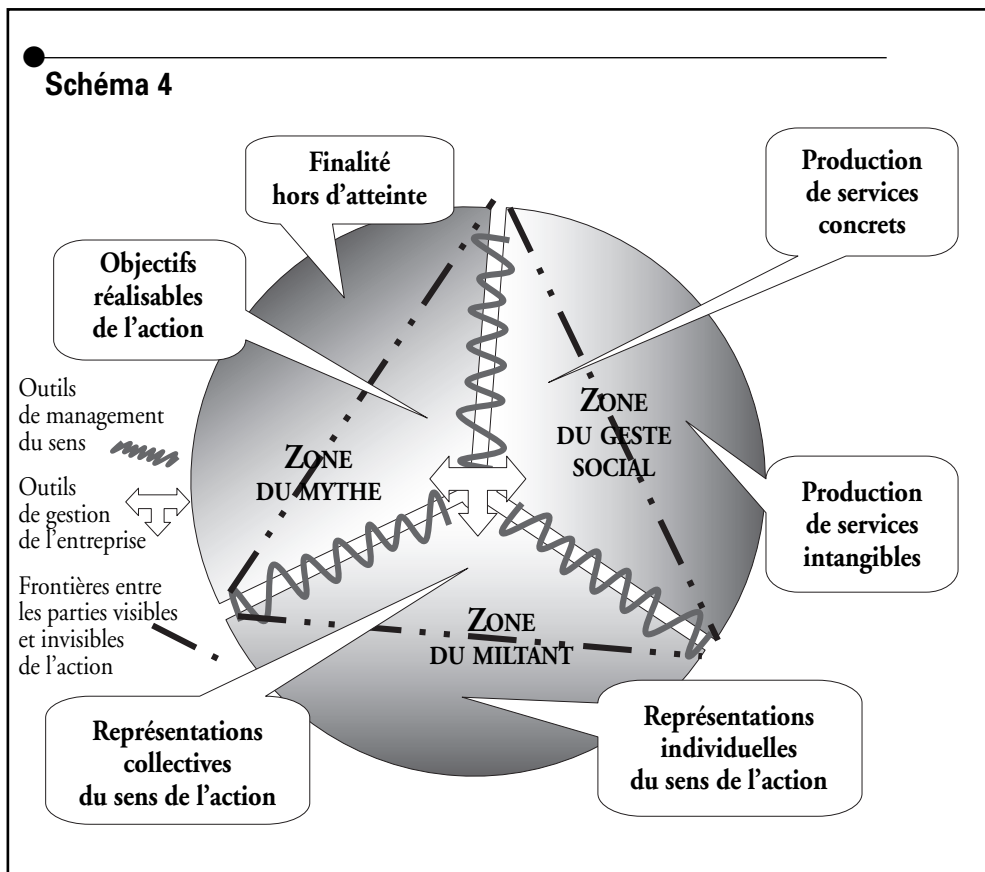 Schéma 4
Finalité
hors d'atteinte
Production
de services
concrets
Objectifs
réalisables
de l'action
Outils
de management
du sens
Outils
de gestion
de l'entreprise
Frontières entre
les parties visibles
et invisibles
de l'action
ZONE
DU MYTHE
ZONE
DU GESTE
SOCIAL
ZONE
DU MILTANT
Production
de services
intangibles
Représentations
collectives
du sens de l'action
Représentations
individuelles
du sens de l'action